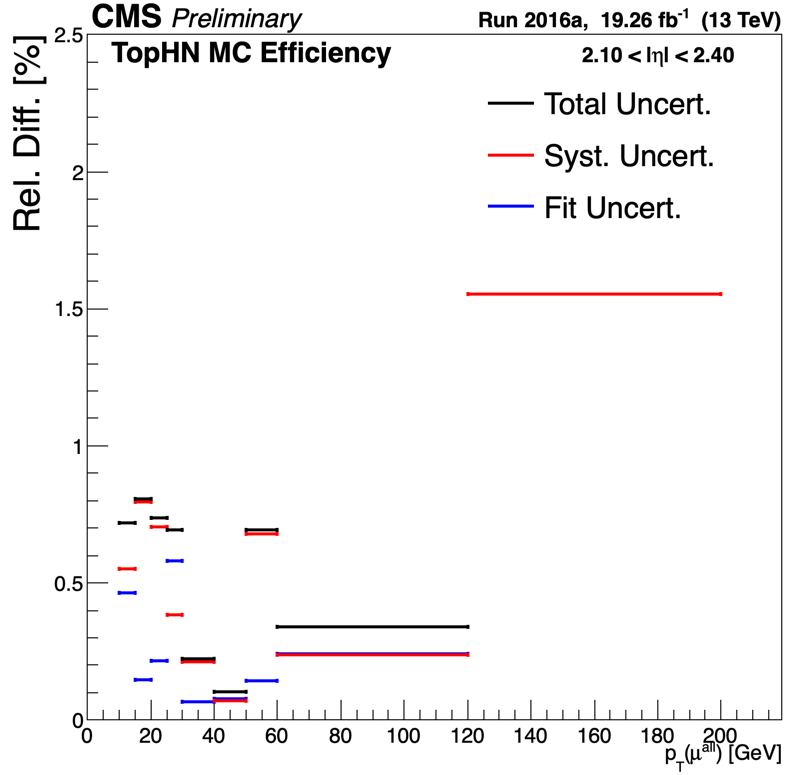 CMS Preliminary
Run 2016a, 19.26 fb⁻¹ (13 TeV)
TopHN MC Efficiency
2.10 < |η| < 2.40
Total Uncert.
Syst. Uncert.
Fit Uncert.
Rel. Diff. [%]
2.5
2
1.5
1
0.5
0
0 20 40 60 80 100 120 140 160 180 200
p_T(μ^all) [GeV]